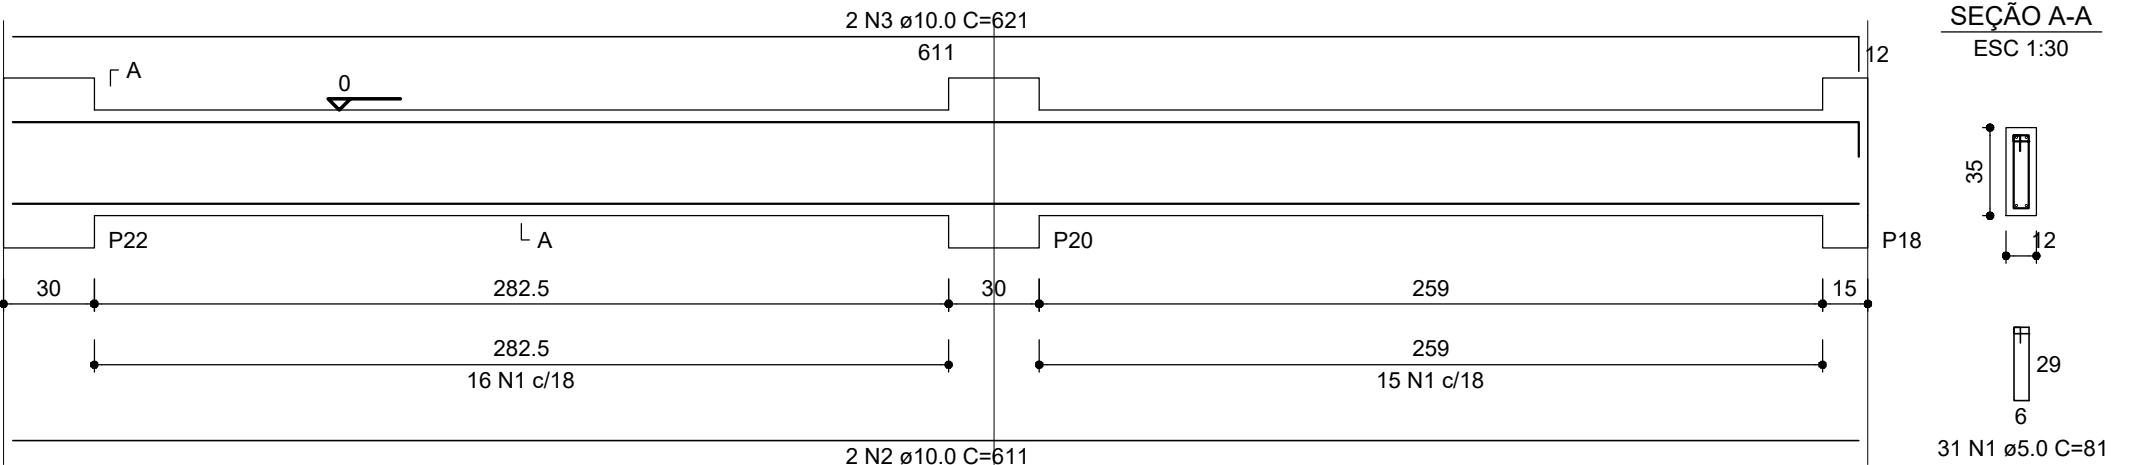 2 N3 ø10.0 C=621
611
12
A
0
A
P22
P20
P18
30
282.5
30
259
15
282.5
259
16 N1 c/18
15 N1 c/18
2 N2 ø10.0 C=611
SEÇÃO A-A
ESC 1:30
35
12
29
6
31 N1 ø5.0 C=81